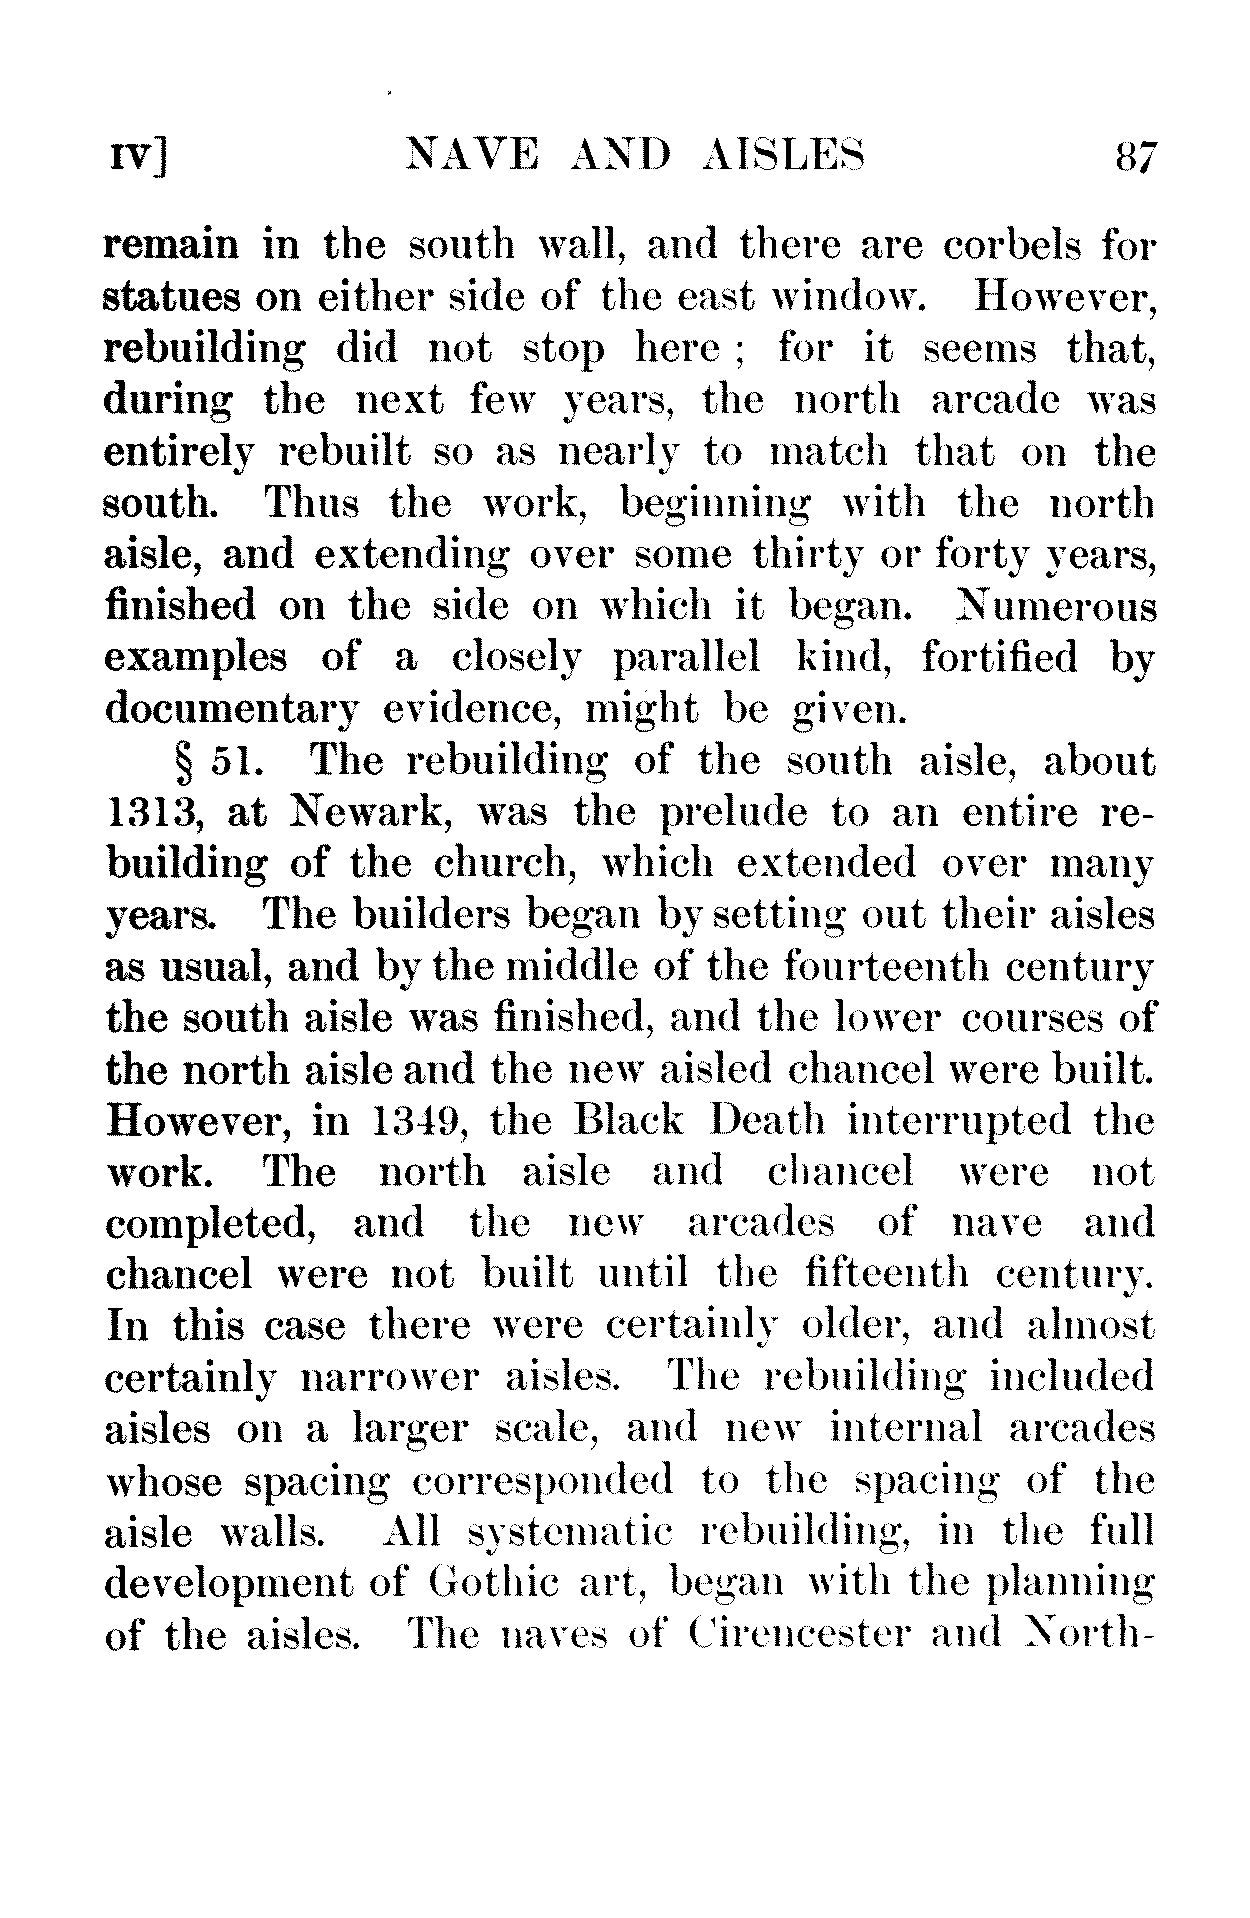 IV] NAVE AND AISLES 87
remain in the south wall, and there are corbels for
statues on either side of the east window. However,
rebuilding did not stop here ; for it seems that,
during the next few years, the north arcade was
entirely rebuilt so as nearly to match that on the
south. Thus the work, beginning with the north
aisle, and extending over some thirty or forty years,
finished on the side on which it began. Numerous
examples of a closely parallel kind, fortified by
documentary evidence, might be given.
§ 51. The rebuilding of the south aisle, about
1313, at Newark, was the prelude to an entire re-
building of the church, which extended over many
years. The builders began by setting out their aisles
as usual, and by the middle of the fourteenth century
the south aisle was finished, and the lower courses of
the north aisle and the new aisled chancel were built.
However, in 1349, the Black Death interrupted the
work. The north aisle and chancel were not
completed, and the new arcades of nave and
chancel were not built until the fifteenth century.
In this case there were certainly older, and almost
certainly narrower aisles. The rebuilding included
aisles on a larger scale, and new internal arcades
whose spacing corresponded to the spacing of the
aisle walls. All systematic rebuilding, in the full
development of Gothic art, began with the planning
of the aisles. The naves of Cirencester and North-